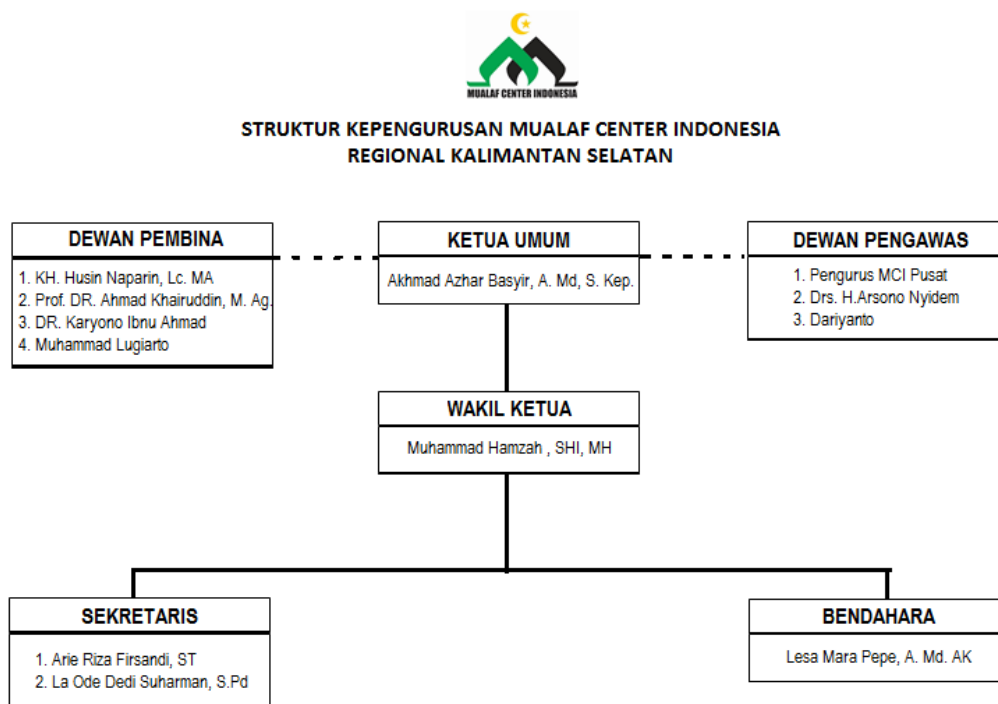 MUALAF CENTER INDONESIA
STRUKTUR KEPENGURUSAN MUALAF CENTER INDONESIA
REGIONAL KALIMANTAN SELATAN
DEWAN PEMBINA
1. KH. Husin Naparin, Lc. MA
2. Prof. DR. Ahmad Khairuddin, M. Ag.
3. DR. Karyono Ibnu Ahmad
4. Muhammad Lugiarto
KETUA UMUM
Akhmad Azhar Basyir, A. Md, S. Kep.
DEWAN PENGAWAS
1. Pengurus MCI Pusat
2. Drs. H.Arsono Nyidem
3. Dariyanto
WAKIL KETUA
Muhammad Hamzah , SHI, MH
SEKRETARIS
1. Arie Riza Firsandi, ST
2. La Ode Dedi Suharman, S.Pd
BENDAHARA
Lesa Mara Pepe, A. Md. AK